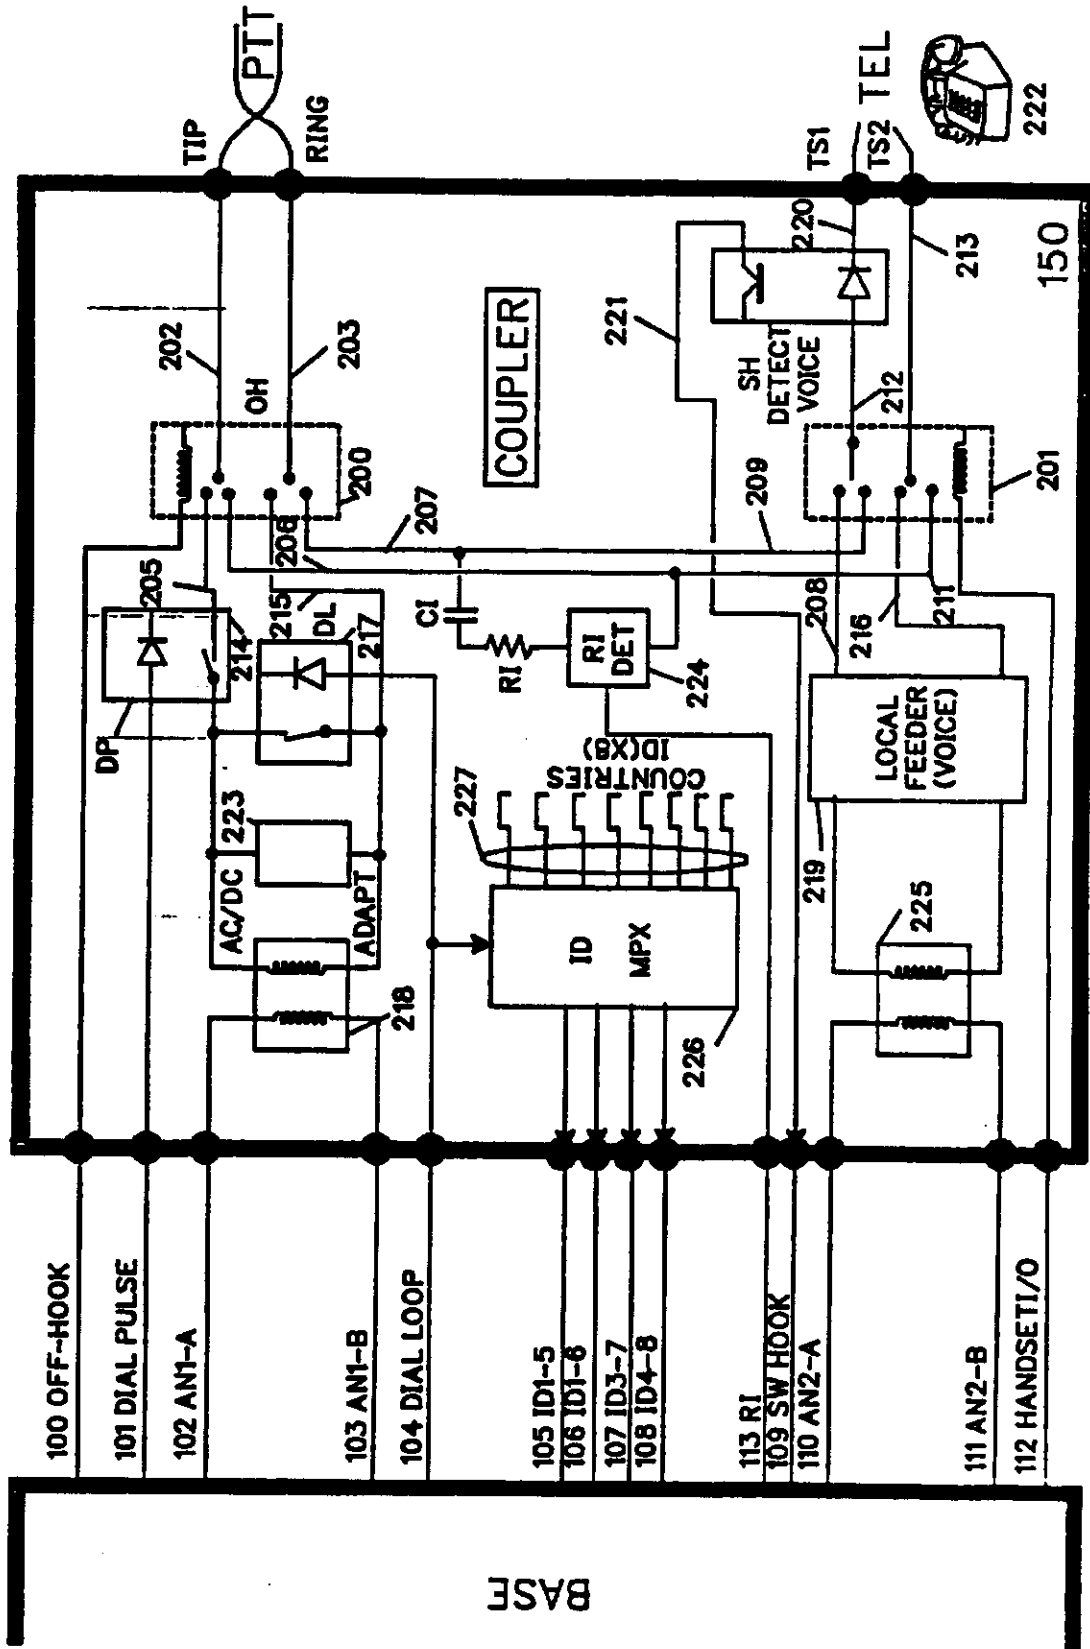 BASE
100 OFF-HOOK
101 DIAL PULSE
102 AN1-A
103 AN1-B
104 DIAL LOOP
105 ID1-5
106 ID1-6
107 ID3-7
108 ID4-8
113 RI
109 SW HOOK
110 AN2-A
111 AN2-B
112 HANDSETI/O
DP
205
214
215
DL
217
AC/DC
223
ADAPT
218
ID
MPX
226
227
COUNTRIES
ID(X8)
CI
RI
RI
DET
224
206
207
200
OH
202
203
TIP
RING
PTT
COUPLER
221
SH
DETECT
VOICE
209
208
216
211
212
201
LOCAL
FEEDER
(VOICE)
219
225
220
213
150
TS1
TS2
TEL
222